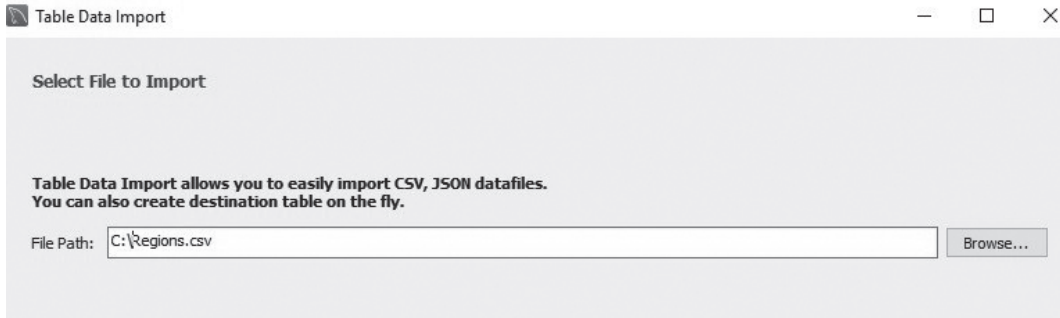 Table Data Import
Select File to Import
Table Data Import allows you to easily import CSV, JSON datafiles.
You can also create destination table on the fly.
File Path: C:\Regions.csv Browse...